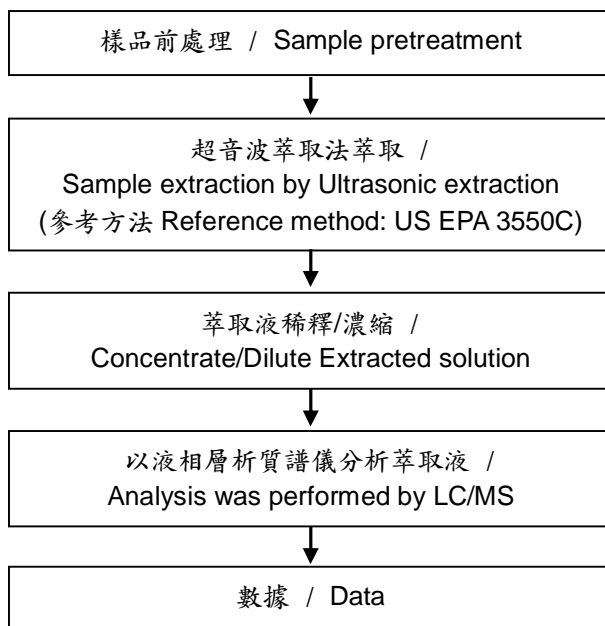 樣品前處理 / Sample pretreatment
超音波萃取法萃取 /
Sample extraction by Ultrasonic extraction
(參考方法 Reference method: US EPA 3550C)
萃取液稀釋/濃縮 /
Concentrate/Dilute Extracted solution
以液相層析質譜儀分析萃取液 /
Analysis was performed by LC/MS
數據 / Data